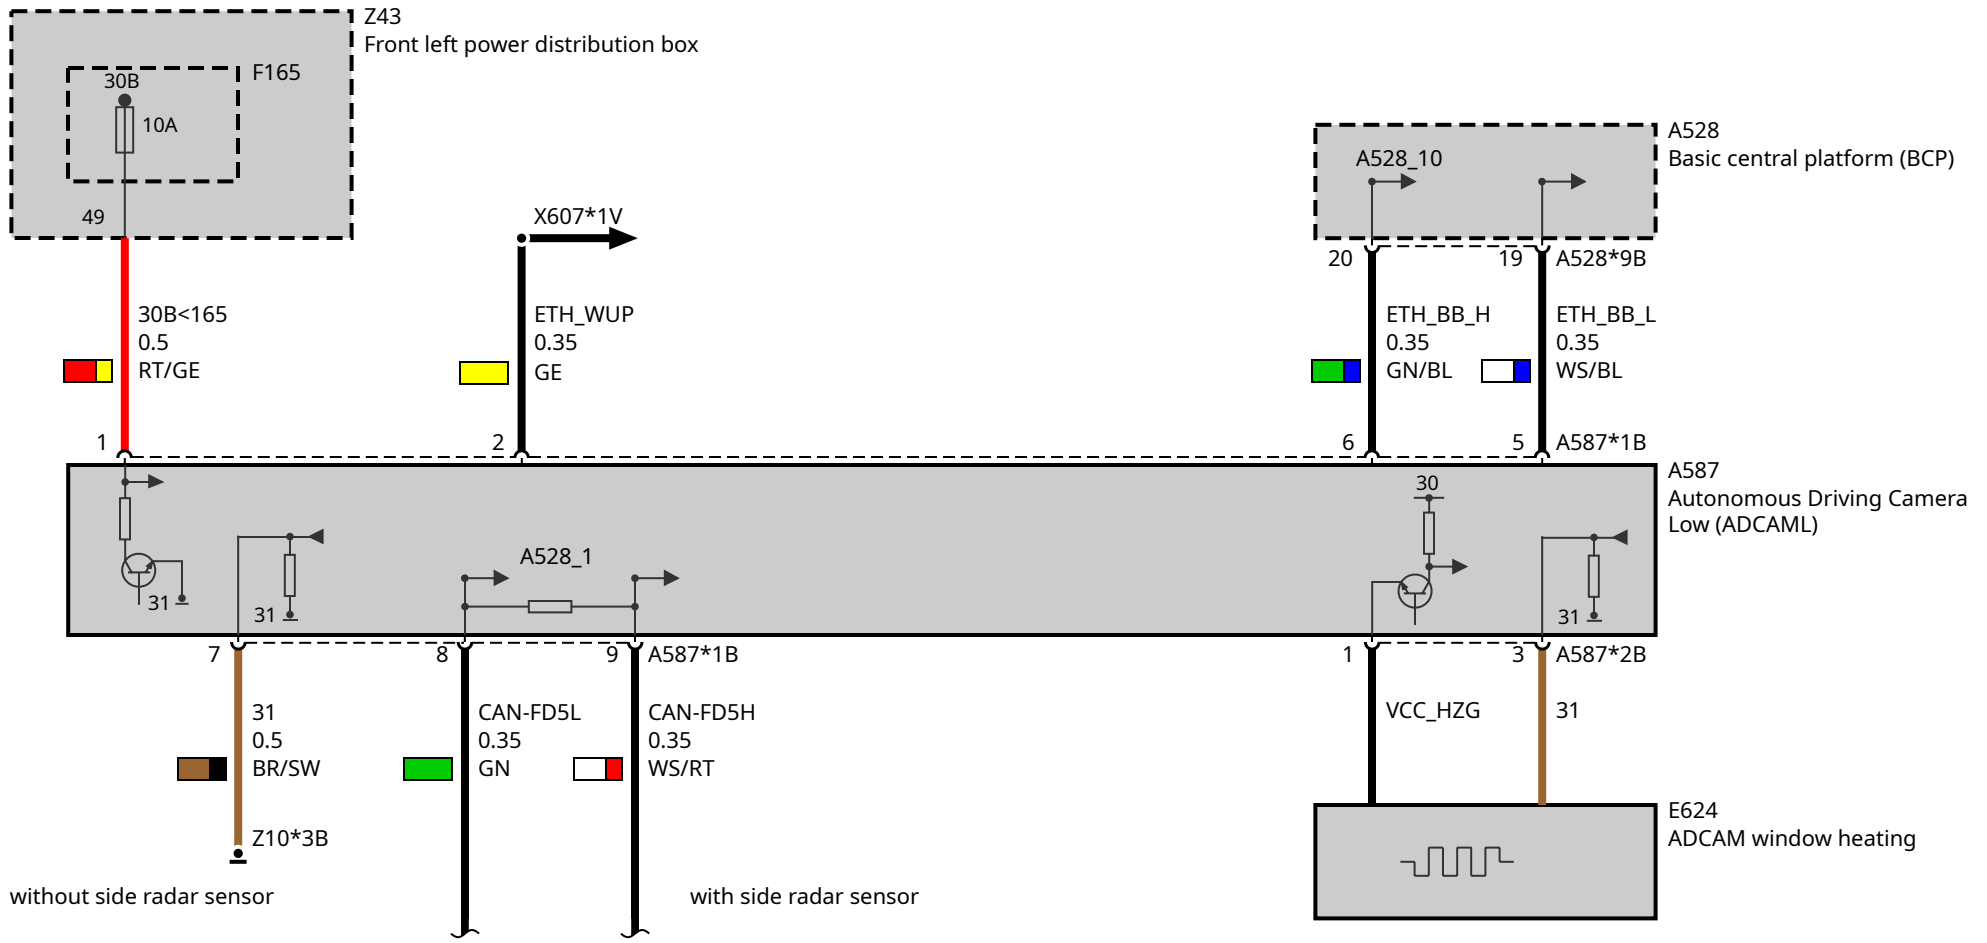 Z43
Front left power distribution box
F165
30B
10A
49
A528
Basic central platform (BCP)
A528_10
X607*1V
20
19
A528*9B
30B<165
0.5
RT/GE
ETH_WUP
0.35
GE
ETH_BB_H
0.35
GN/BL
ETH_BB_L
0.35
WS/BL
1
2
6
5
A587*1B
A587
Autonomous Driving Camera
Low (ADCAML)
30
A528_1
31
31
31
7
8
9
A587*1B
1
3
A587*2B
31
0.5
BR/SW
CAN-FD5L
0.35
GN
CAN-FD5H
0.35
WS/RT
VCC_HZG
31
Z10*3B
E624
ADCAM window heating
without side radar sensor
with side radar sensor